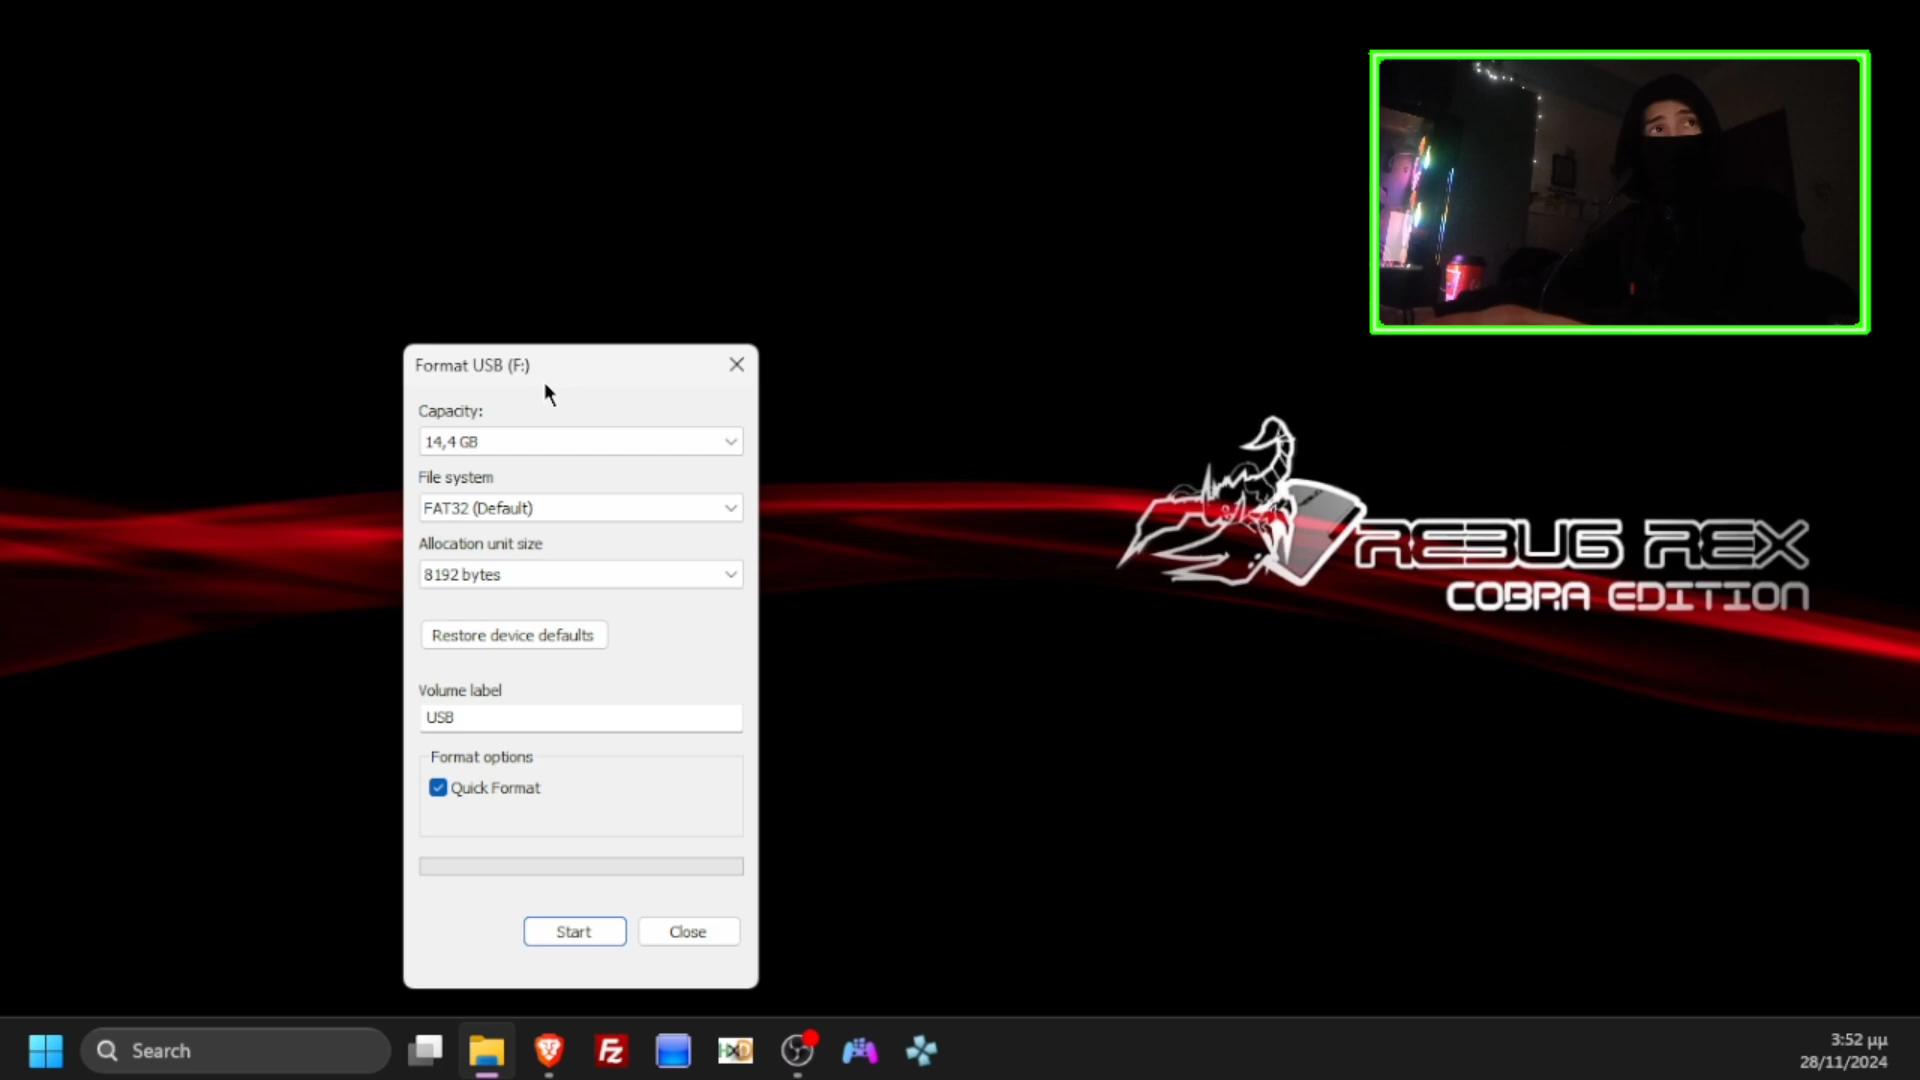 Format USB (F:)
Capacity:
14,4 GB
File system
FAT32 (Default)
Allocation unit size
8192 bytes
Restore device defaults
Volume label
USB
Format options
Quick Format
Start
Close
REBUG REX
COBRA EDITION
Search
FZ
HXD
3:52 μμ
28/11/2024